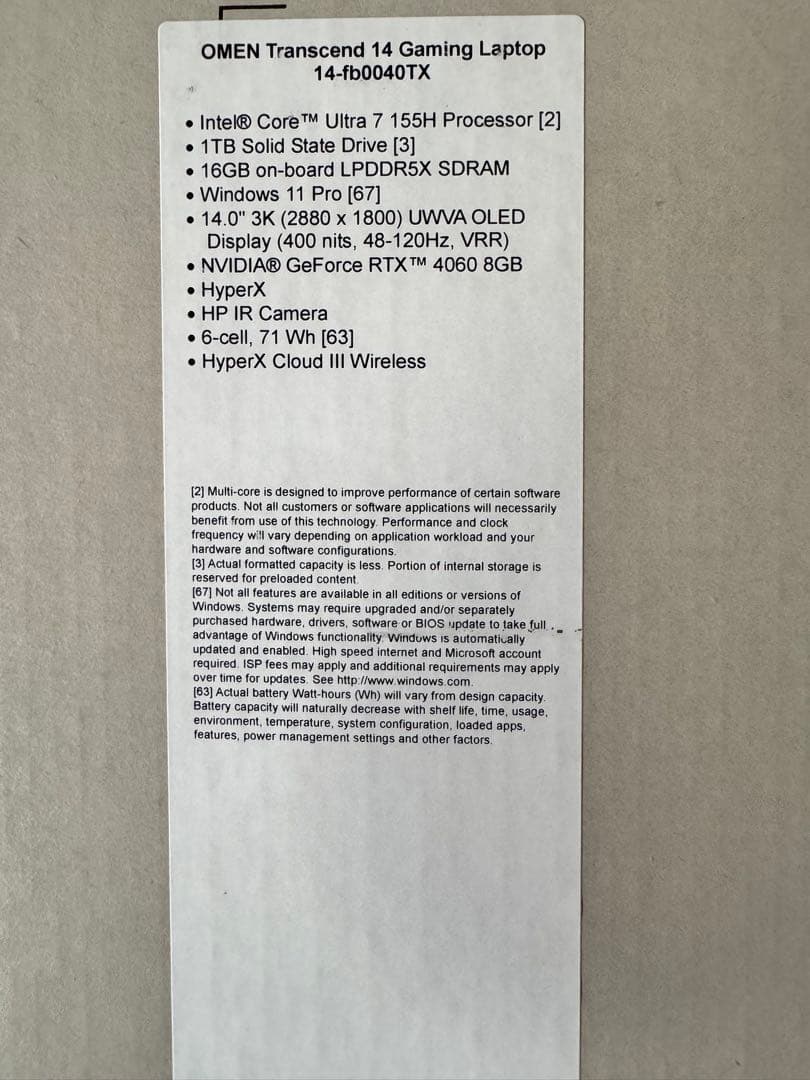 OMEN Transcend 14 Gaming Laptop
14-fb0040TX
• Intel® Core™ Ultra 7 155H Processor [2]
• 1TB Solid State Drive [3]
• 16GB on-board LPDDR5X SDRAM
• Windows 11 Pro [67]
• 14.0" 3K (2880 x 1800) UWVA OLED
Display (400 nits, 48-120Hz, VRR)
• NVIDIA® GeForce RTX™ 4060 8GB
• HyperX
• HP IR Camera
• 6-cell, 71 Wh [63]
• HyperX Cloud III Wireless
[2] Multi-core is designed to improve performance of certain software
products. Not all customers or software applications will necessarily
benefit from use of this technology. Performance and clock
frequency will vary depending on application workload and your
hardware and software configurations.
[3] Actual formatted capacity is less. Portion of internal storage is
reserved for preloaded content.
[67] Not all features are available in all editions or versions of
Windows. Systems may require upgraded and/or separately
purchased hardware, drivers, software or BIOS update to take full
advantage of Windows functionality. Windows is automatically
updated and enabled. High speed internet and Microsoft account
required. ISP fees may apply and additional requirements may apply
over time for updates. See http://www.windows.com.
[63] Actual battery Watt-hours (Wh) will vary from design capacity.
Battery capacity will naturally decrease with shelf life, time, usage,
environment, temperature, system configuration, loaded apps,
features, power management settings and other factors.